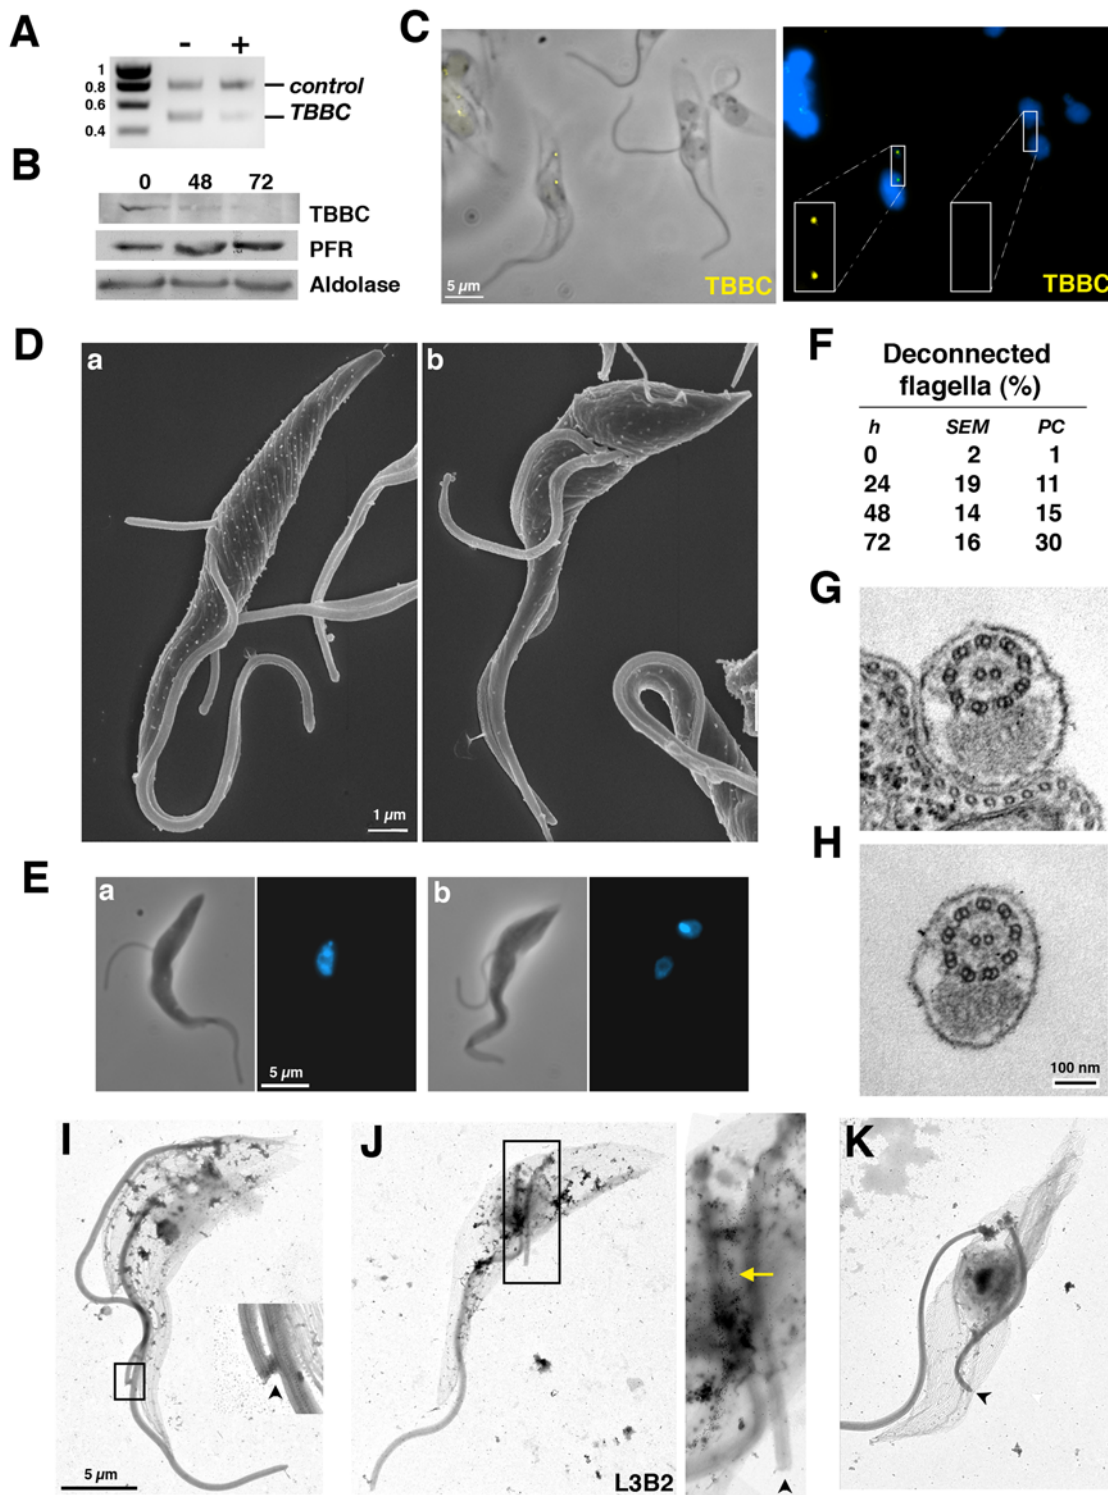 A
- +
1
0.8
0.6
0.4
control
TBBC
B
0 48 72
TBBC
PFR
Aldolase
C
5 µm
TBBC
TBBC
D
a
b
1 µm
E
a
b
5 µm
F
Deconnected
flagella (%)
h SEM PC
0 2 1
24 19 11
48 14 15
72 16 30
G
H
100 nm
I
5 µm
J
L3B2
K